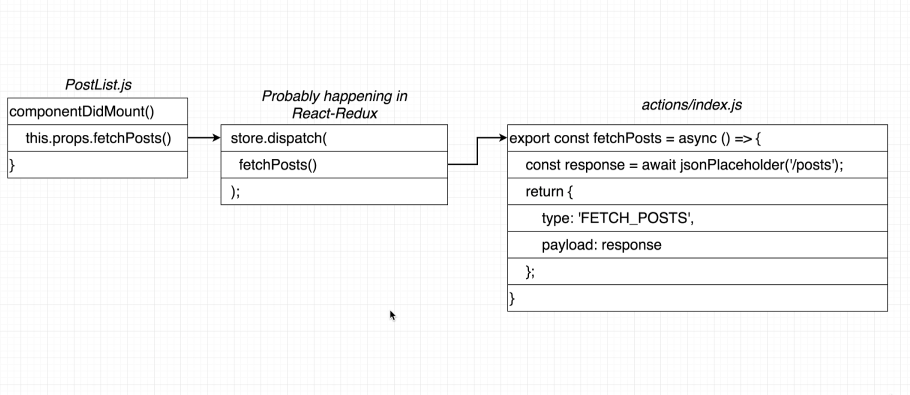 PostList.js
componentDidMount()
this.props.fetchPosts()
}
Probably happening in
React-Redux
store.dispatch(
fetchPosts()
);
actions/index.js
export const fetchPosts = async () => {
const response = await jsonPlaceholder('/posts');
return {
type: 'FETCH_POSTS',
payload: response
};
}